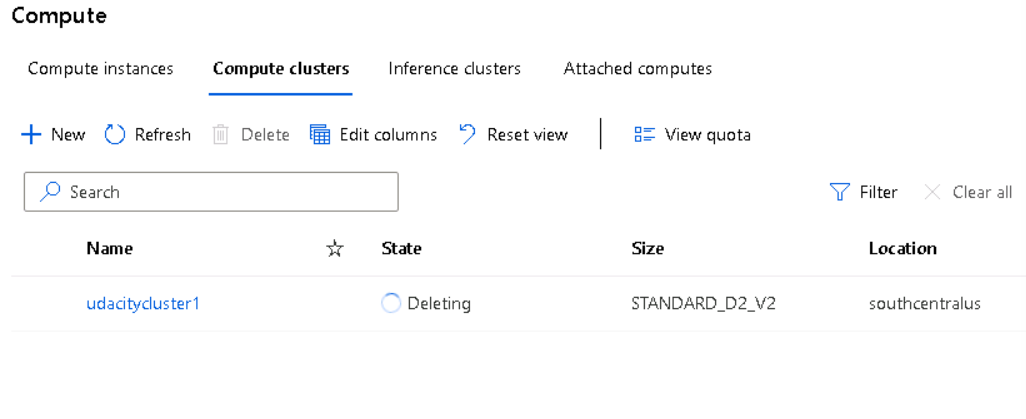 Compute
Compute instances Compute clusters Inference clusters Attached computes
New Refresh Delete Edit columns Reset view View quota
Search Filter Clear all
Name State Size Location
udacitycluster1 Deleting STANDARD_D2_V2 southcentralus